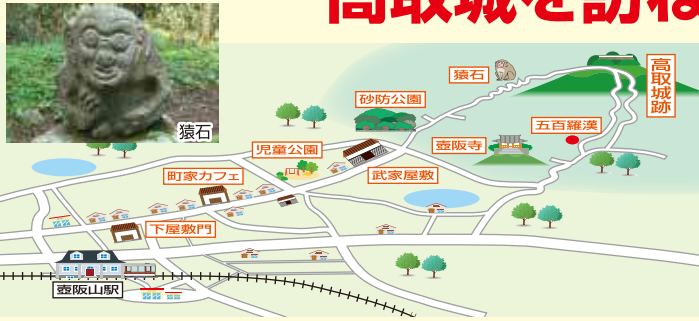 高取城を訪ね
猿石
猿石
高取城跡
砂防公園
五百羅漢
児童公園
壺阪寺
町家カフェ
武家屋敷
下屋敷門
壺阪山駅